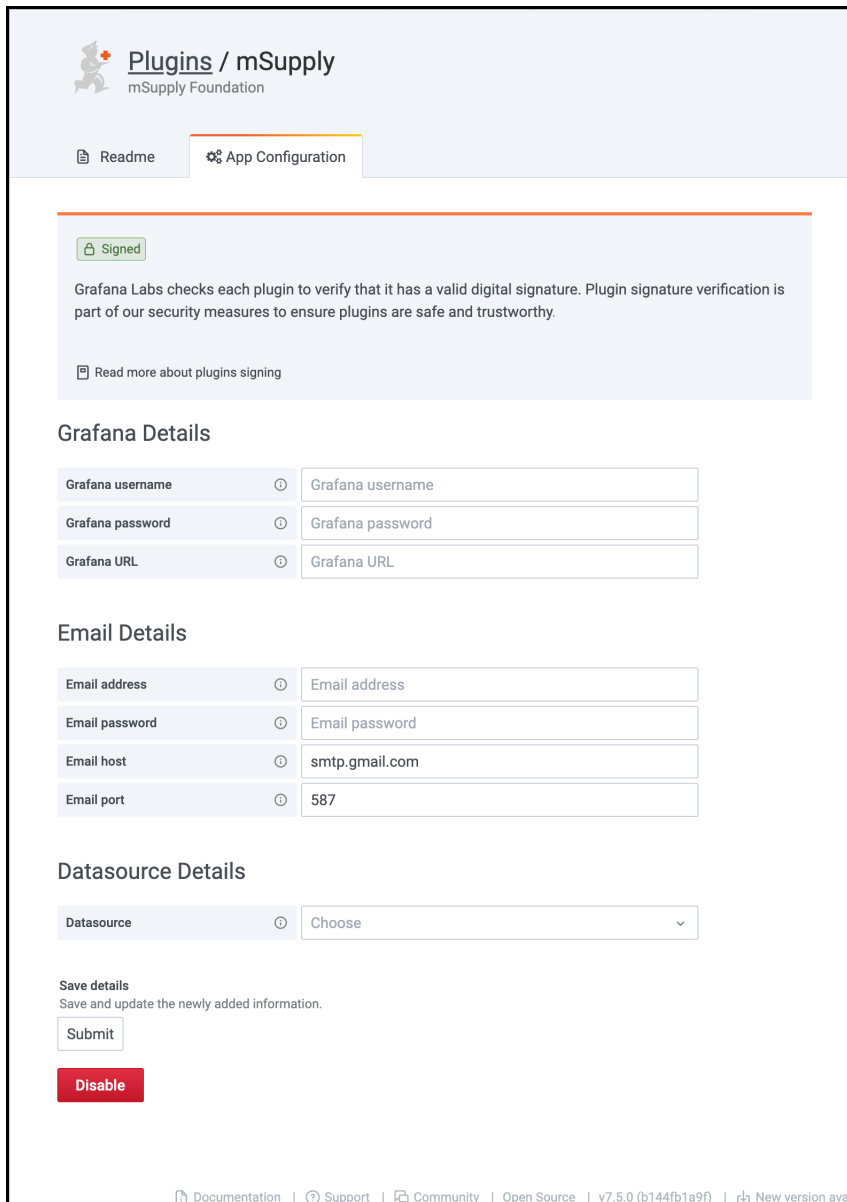 Plugins / mSupply
mSupply Foundation
Readme
App Configuration
Signed
Grafana Labs checks each plugin to verify that it has a valid digital signature. Plugin signature verification is
part of our security measures to ensure plugins are safe and trustworthy.
Read more about plugins signing
Grafana Details
Grafana username Grafana username
Grafana password Grafana password
Grafana URL Grafana URL
Email Details
Email address Email address
Email password Email password
Email host smtp.gmail.com
Email port 587
Datasource Details
Datasource Choose
Save details
Save and update the newly added information.
Submit
Disable
Documentation | Support | Community | Open Source | v7.5.0 (b144fb1a9f) | New version ava